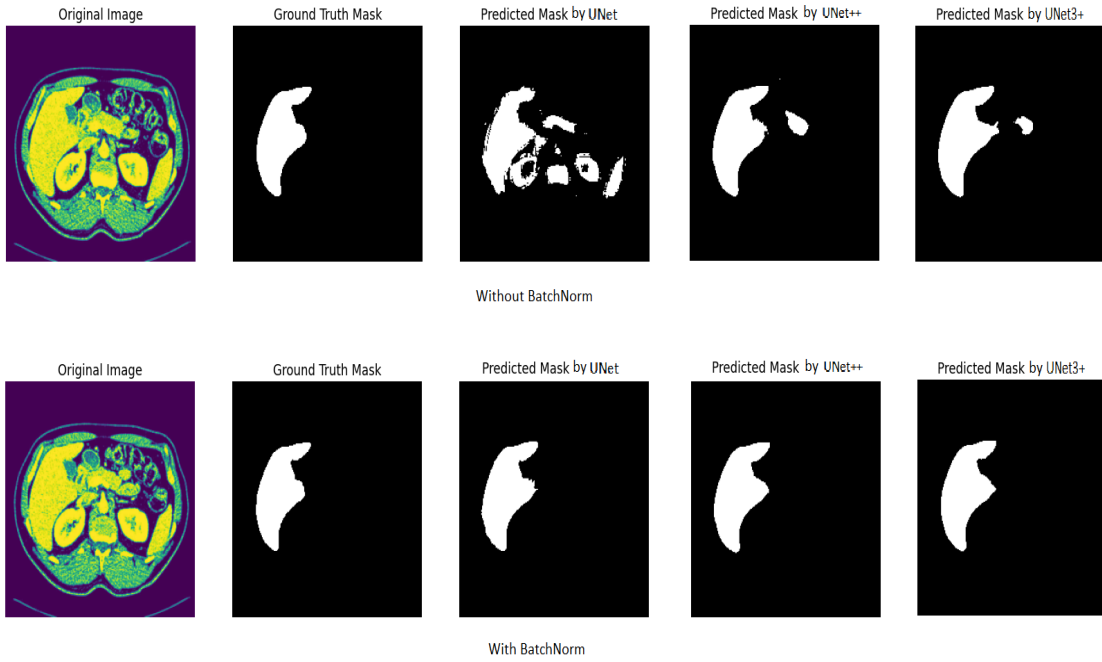 Original Image
Ground Truth Mask
Predicted Mask by UNet
Predicted Mask by UNet++
Predicted Mask by UNet3+
Without BatchNorm
Original Image
Ground Truth Mask
Predicted Mask by UNet
Predicted Mask by UNet++
Predicted Mask by UNet3+
With BatchNorm